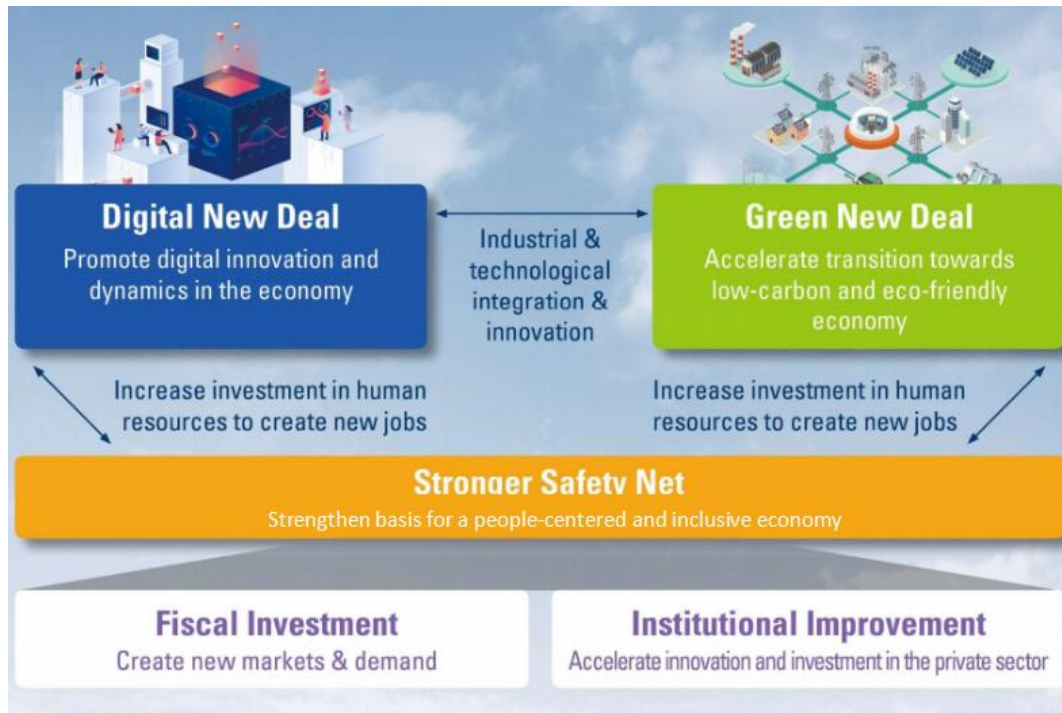 Digital New Deal
Promote digital innovation and
dynamics in the economy
Industrial &
technological
integration &
innovation
Green New Deal
Accelerate transition towards
low-carbon and eco-friendly
economy
Increase investment in human
resources to create new jobs
Increase investment in human
resources to create new jobs
Stronger Safety Net
Strengthen basis for a people-centered and inclusive economy
Fiscal Investment
Create new markets & demand
Institutional Improvement
Accelerate innovation and investment in the private sector